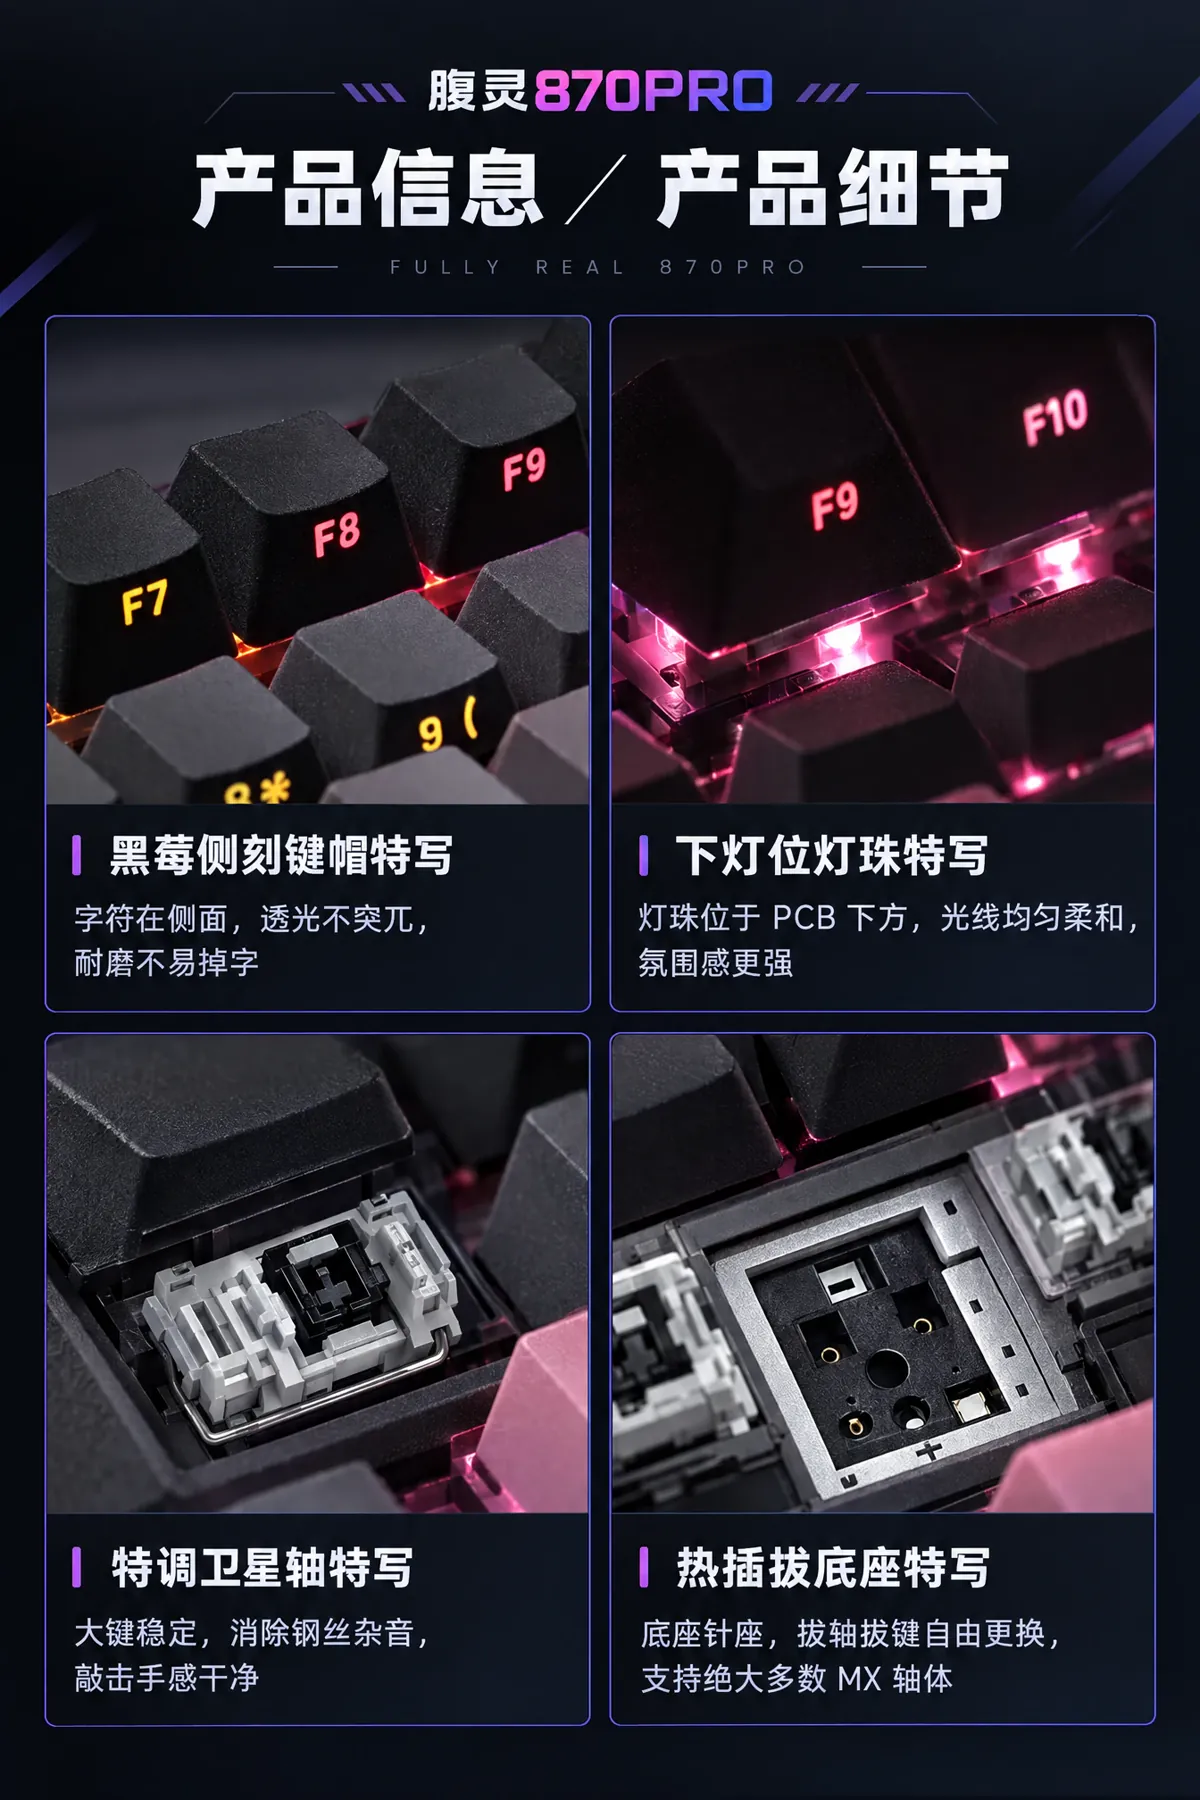 腹灵870PRO
产品信息／产品细节
FULLY REAL 870PRO
F7
F8
F9
8*
9(
F9
F10
黑莓侧刻键帽特写
字符在侧面，透光不突兀，
耐磨不易掉字
下灯位灯珠特写
灯珠位于 PCB 下方，光线均匀柔和，
氛围感更强
特调卫星轴特写
大键稳定，消除钢丝杂音，
敲击手感干净
热插拔底座特写
底座针座，拔轴拔键自由更换，
支持绝大多数 MX 轴体